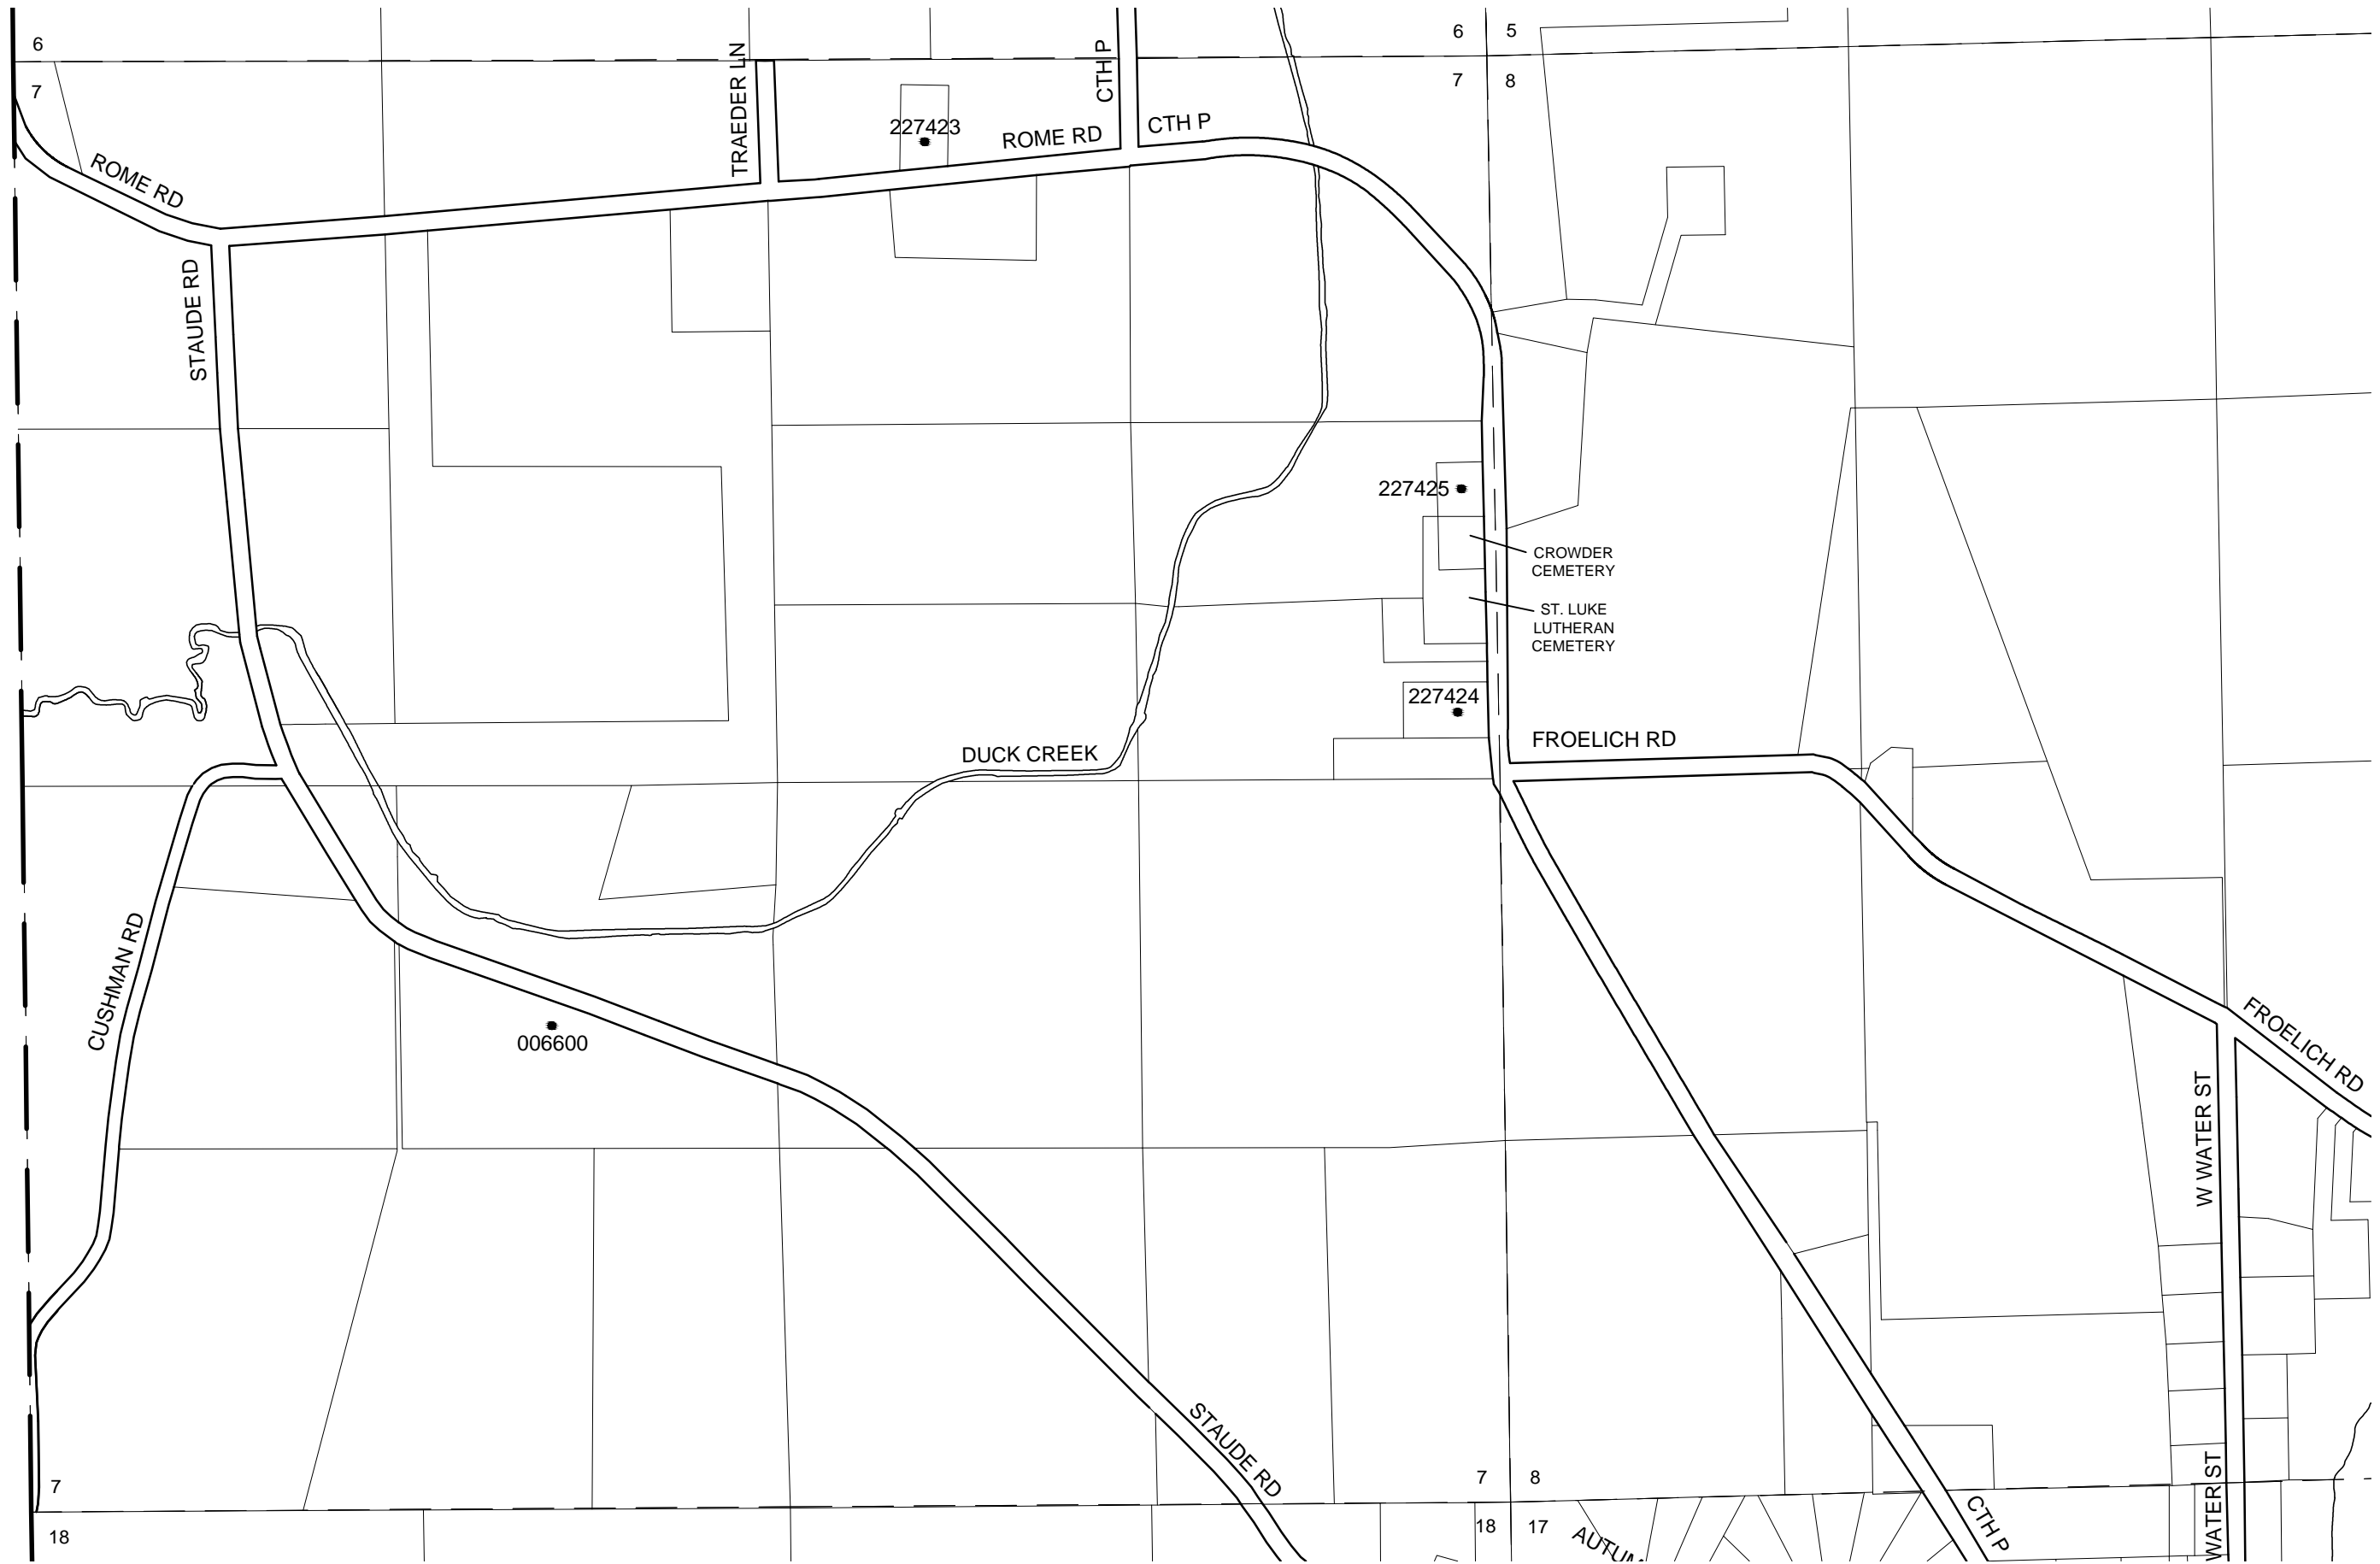 6
6
5
7
7
8
TRAEDER LN
CTH P
227423
ROME RD
CTH P
ROME RD
STAUDE RD
227425
CROWDER
CEMETERY
ST. LUKE
LUTHERAN
CEMETERY
227424
FROELICH RD
DUCK CREEK
CUSHMAN RD
006600
FROELICH RD
W WATER ST
STAUDE RD
7
7
8
WATER ST
18
18
17
AUTUM
CTH P